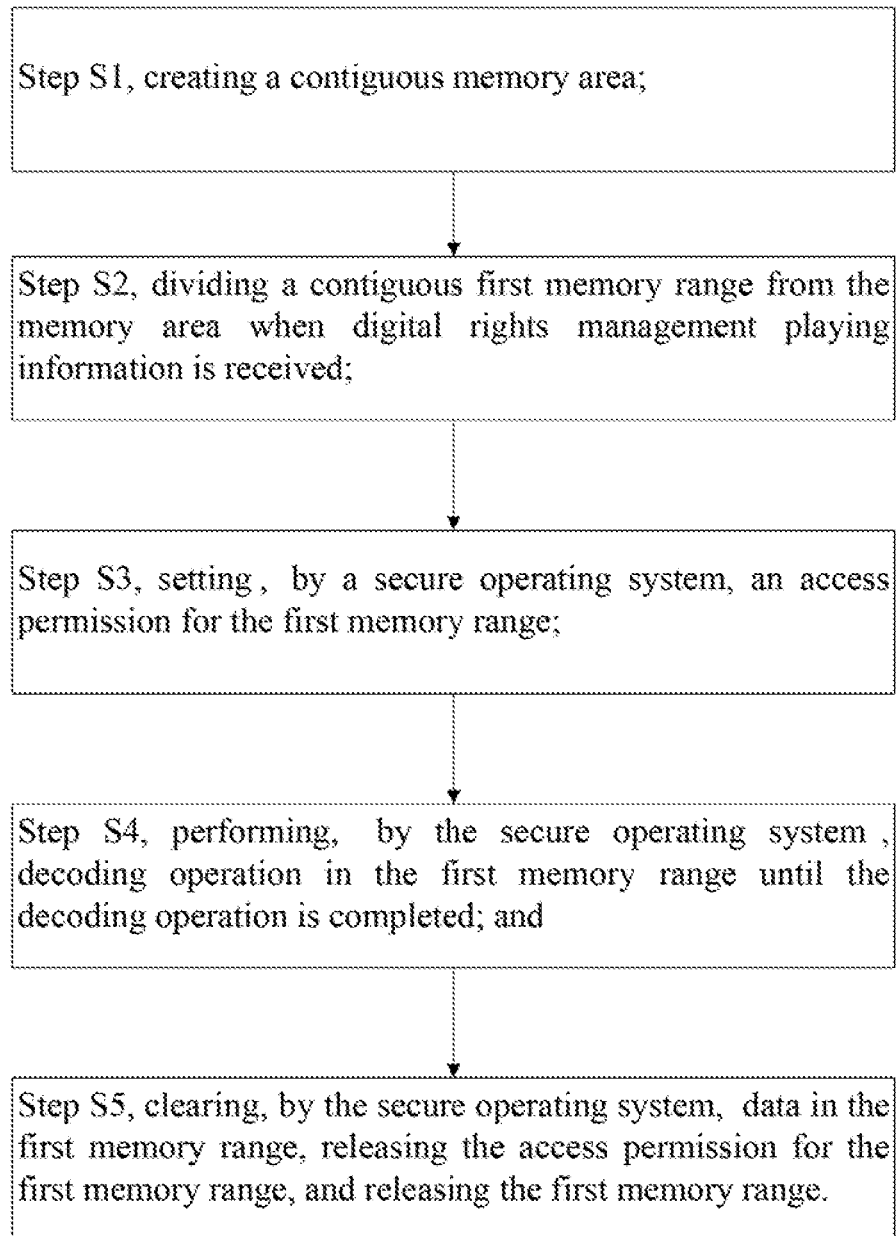 Step S1, creating a contiguous memory area;
Step S2, dividing a contiguous first memory range from the
memory area when digital rights management playing
information is received;
Step S3, setting , by a secure operating system, an access
permission for the first memory range;
Step S4, performing, by the secure operating system ,
decoding operation in the first memory range until the
decoding operation is completed; and
Step S5, clearing, by the secure operating system, data in the
first memory range, releasing the access permission for the
first memory range, and releasing the first memory range.